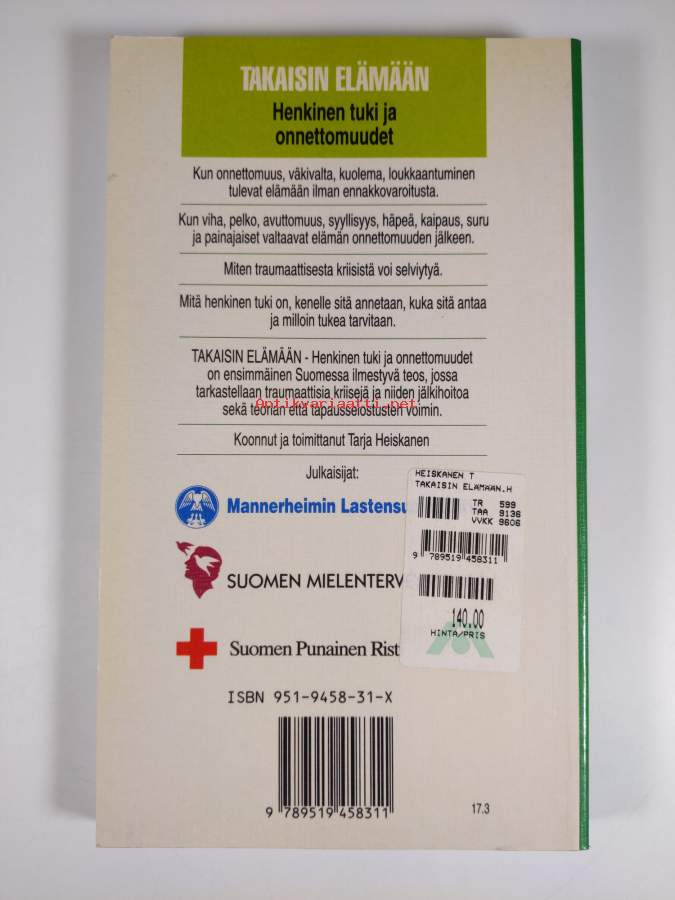 TAKAISIN ELÄMÄÄN
Henkinen tuki ja
onnettomuudet
Kun onnettomuus, väkivalta, kuolema, loukkaantuminen
tulevat elämään ilman ennakkovaroitusta.
Kun viha, pelko, avuttomuus, syyllisyys, häpeä, kaipaus, suru
ja painajaiset valtaavat elämän onnettomuuden jälkeen.
Miten traumaattisesta kriisistä voi selviytyä.
Mitä henkinen tuki on, kenelle sitä annetaan, kuka sitä antaa
ja milloin tukea tarvitaan.
TAKAISIN ELÄMÄÄN - Henkinen tuki ja onnettomuudet
on ensimmäinen Suomessa ilmestyvä teos, jossa
tarkastellaan traumaattisia kriisejä ja niiden jälkihoitoa
Antikvariaatti.net
sekä teorian että tapausselostusten voimin.
Koonnut ja toimittanut Tarja Heiskanen
Julkaisijat:
Mannerheimin Lastensu
SUOMEN MIELENTERV
Suomen Punainen Rist
HEISKANEN T
TAKAISIN ELÄMÄÄN.H
TR 599
TAA 9136
VVKK 9606
9 789519 458311
140.00
HINTA/PRIS
ISBN 951-9458-31-X
9 789519 458311
17.3